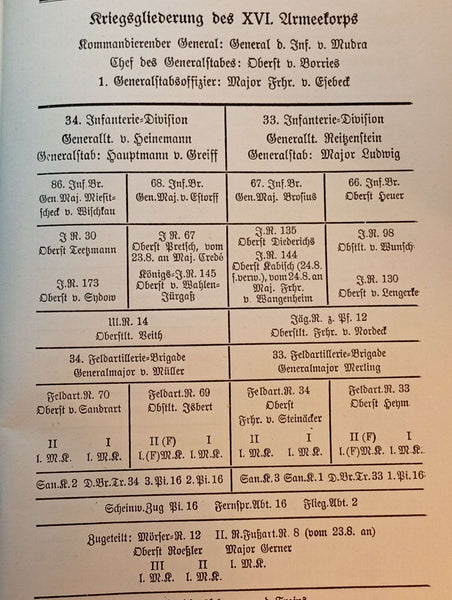 Kriegsgliederung des XVI. Armeekorps
Kommandierender General: General d. Inf. v. Mudra
Chef des Generalstabes: Oberst v. Borries
1. Generalstabsoffizier: Major Frhr. v. Esebeck
34. Infanterie-Division
Generallt. v. Heinemann
Generalstab: Hauptmann v. Greiff
33. Infanterie-Division
Generallt. Reitzenstein
Generalstab: Major Ludwig
86. Inf. Br.
Gen. Maj. Miesit-
scheck v. Wischkau
68. Inf. Br.
Gen. Maj. v. Estorff
67. Inf. Br.
Gen. Maj. Brosius
66. Inf. Br.
Oberst Heuer
J R. 30
Oberst Teetzmann
J.R. 173
Oberst v. Sydow
J R. 67
Oberst Pretsch, vom
23.8. an Maj. Credé
Königs-J.R. 145
Oberst v. Wahlen-
Jürgaß
J.R. 135
Oberst Diederichs
J.R. 144
Oberst Kabisch (24.8.
s.verw.), vom 24.8. an
Maj. Frhr.
v. Wangenheim
J.R. 98
Obstlt. v. Wunsch
J.R. 130
Oberst v. Lengercke
Ul.R. 14
Oberstlt. Veith
Jäg.R. z. Pf. 12
Oberstlt. Frhr. v. Nordeck
34. Feldartillerie-Brigade
Generalmajor v. Müller
33. Feldartillerie-Brigade
Generalmajor Merling
Feldart.R. 70
Oberst v. Sandrart
II I
l. M.K. l. M.K.
Feldart.R. 69
Obstlt. Isbert
II (F) I
l.(F)M.K. l. M.K.
Feldart.R. 34
Oberst
Frhr. v. Steinäcker
II I
l. M.K. l. M.K.
Feldart.R. 33
Oberst Heym
II (F) I
l.(F)M.K. l. M.K.
San.K. 2 D.Br.Tr. 34 3. Pi. 16 2. Pi. 16
San.K. 3 San.K. 1 D.Br.Tr. 33 1. Pi. 16
Scheinw. Zug Pi. 16 Fernspr. Abt. 16 Flieg. Abt. 2
Zugeteilt: Mörser-R. 12 II. R. Fußart. R. 8 (vom 23.8. an)
Oberst Roeßler Major Gerner
III II I
l. M.K. l. M.K. l. M.K.